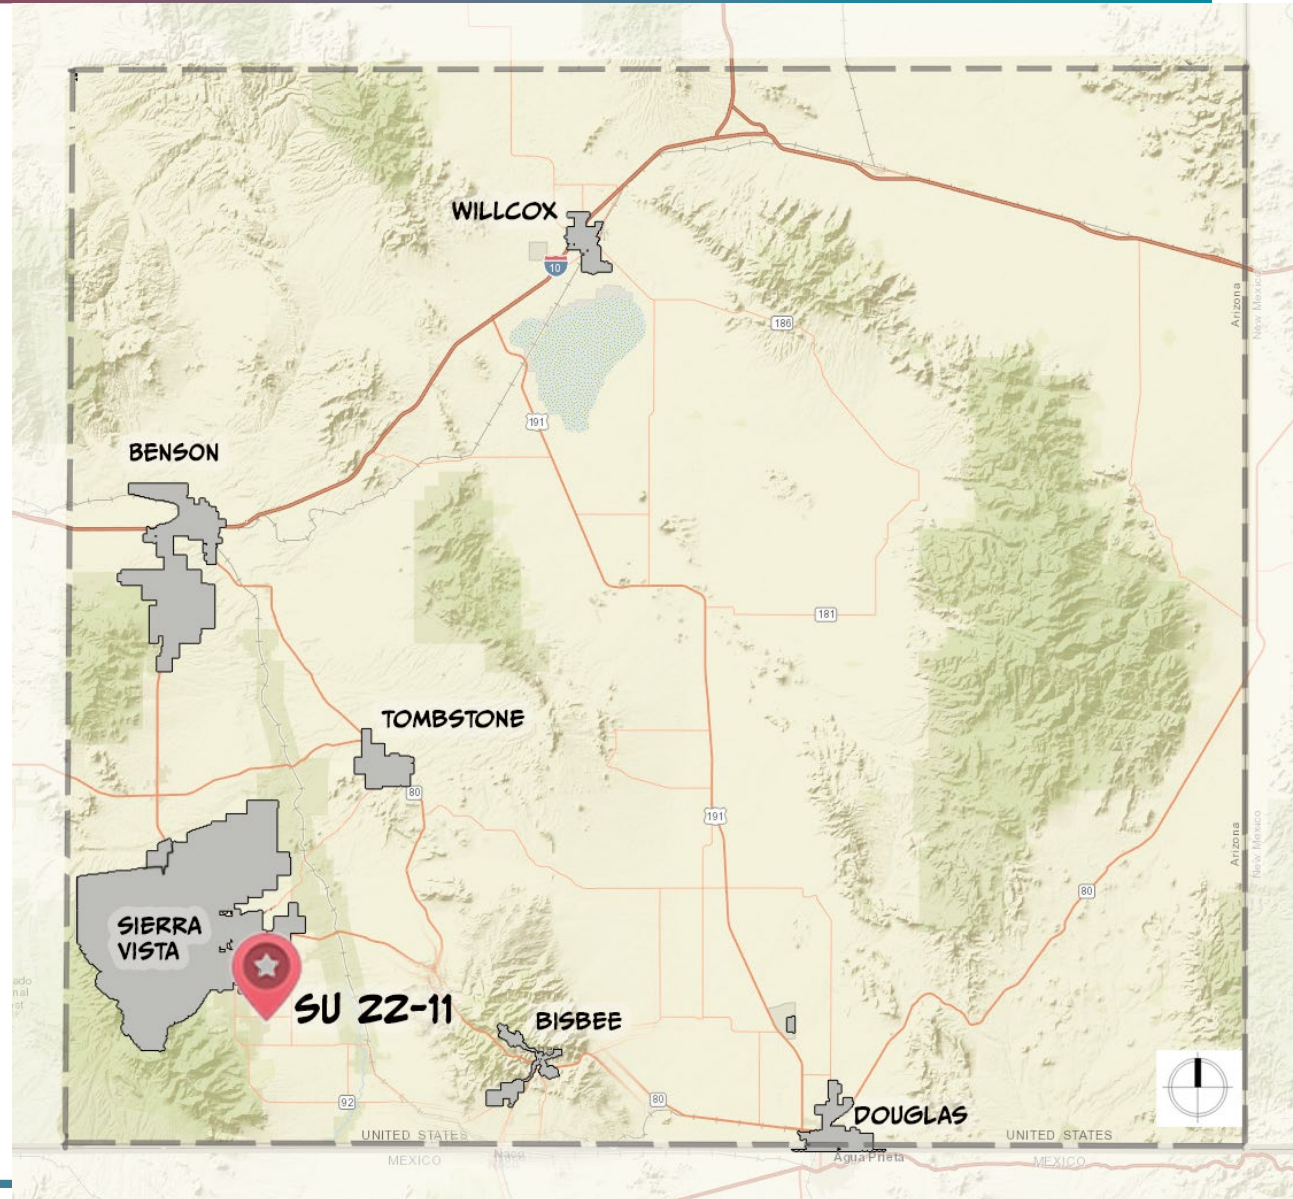 WILLCOX
10
186
Arizona
New Mexico
191
BENSON
181
TOMBSTONE
80
191
Arizona
New Mexico
80
SIERRA
VISTA
SU 22-11
BISBEE
92
80
DOUGLAS
UNITED STATES
UNITED STATES
MEXICO
Naco
Agua Prieta
MEXICO